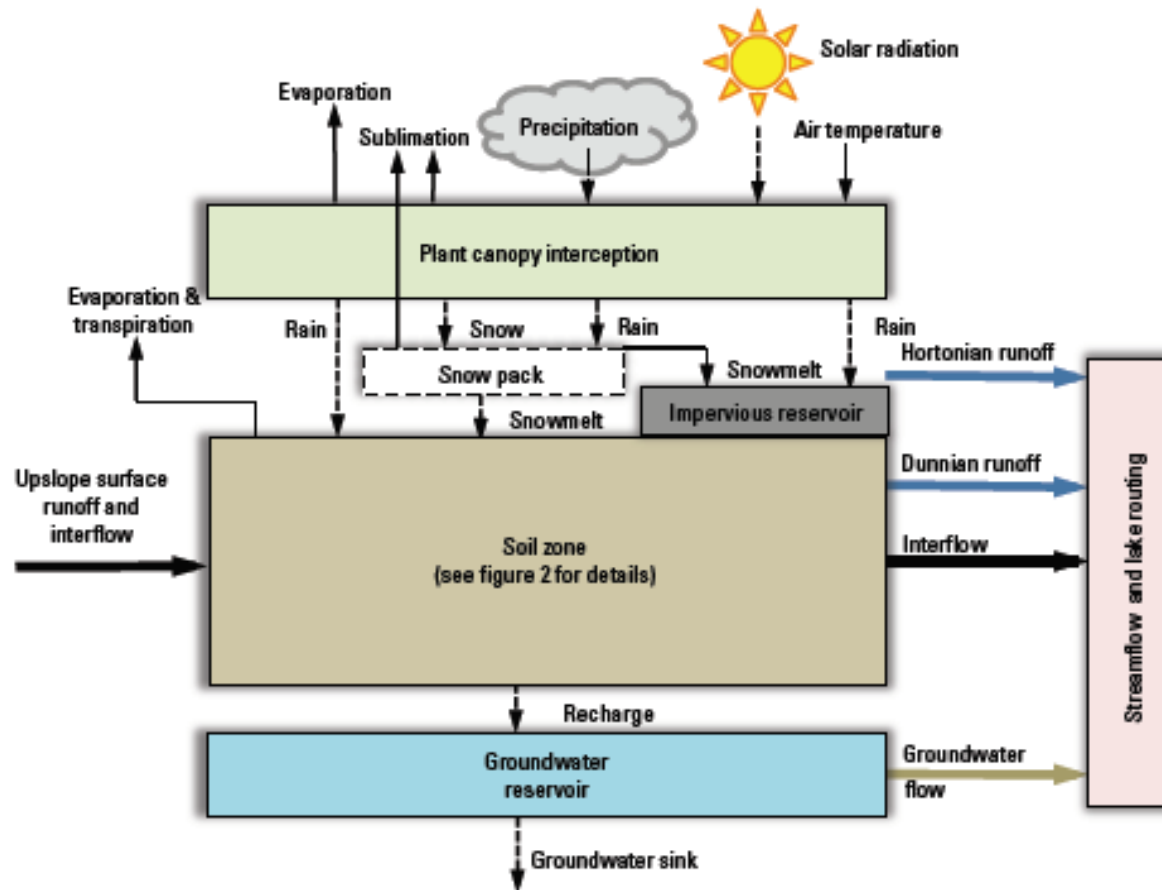 Solar radiation
Evaporation
Sublimation
Precipitation
Air temperature
Plant canopy interception
Evaporation &
transpiration
Rain
Snow
Rain
Rain
Hortonian runoff
Snow pack
Snowmelt
Impervious reservoir
Snowmelt
Dunnian runoff
Upslope surface
runoff and
interflow
Soil zone
(see figure 2 for details)
Interflow
Streamflow and lake routing
Recharge
Groundwater
reservoir
Groundwater
flow
Groundwater sink